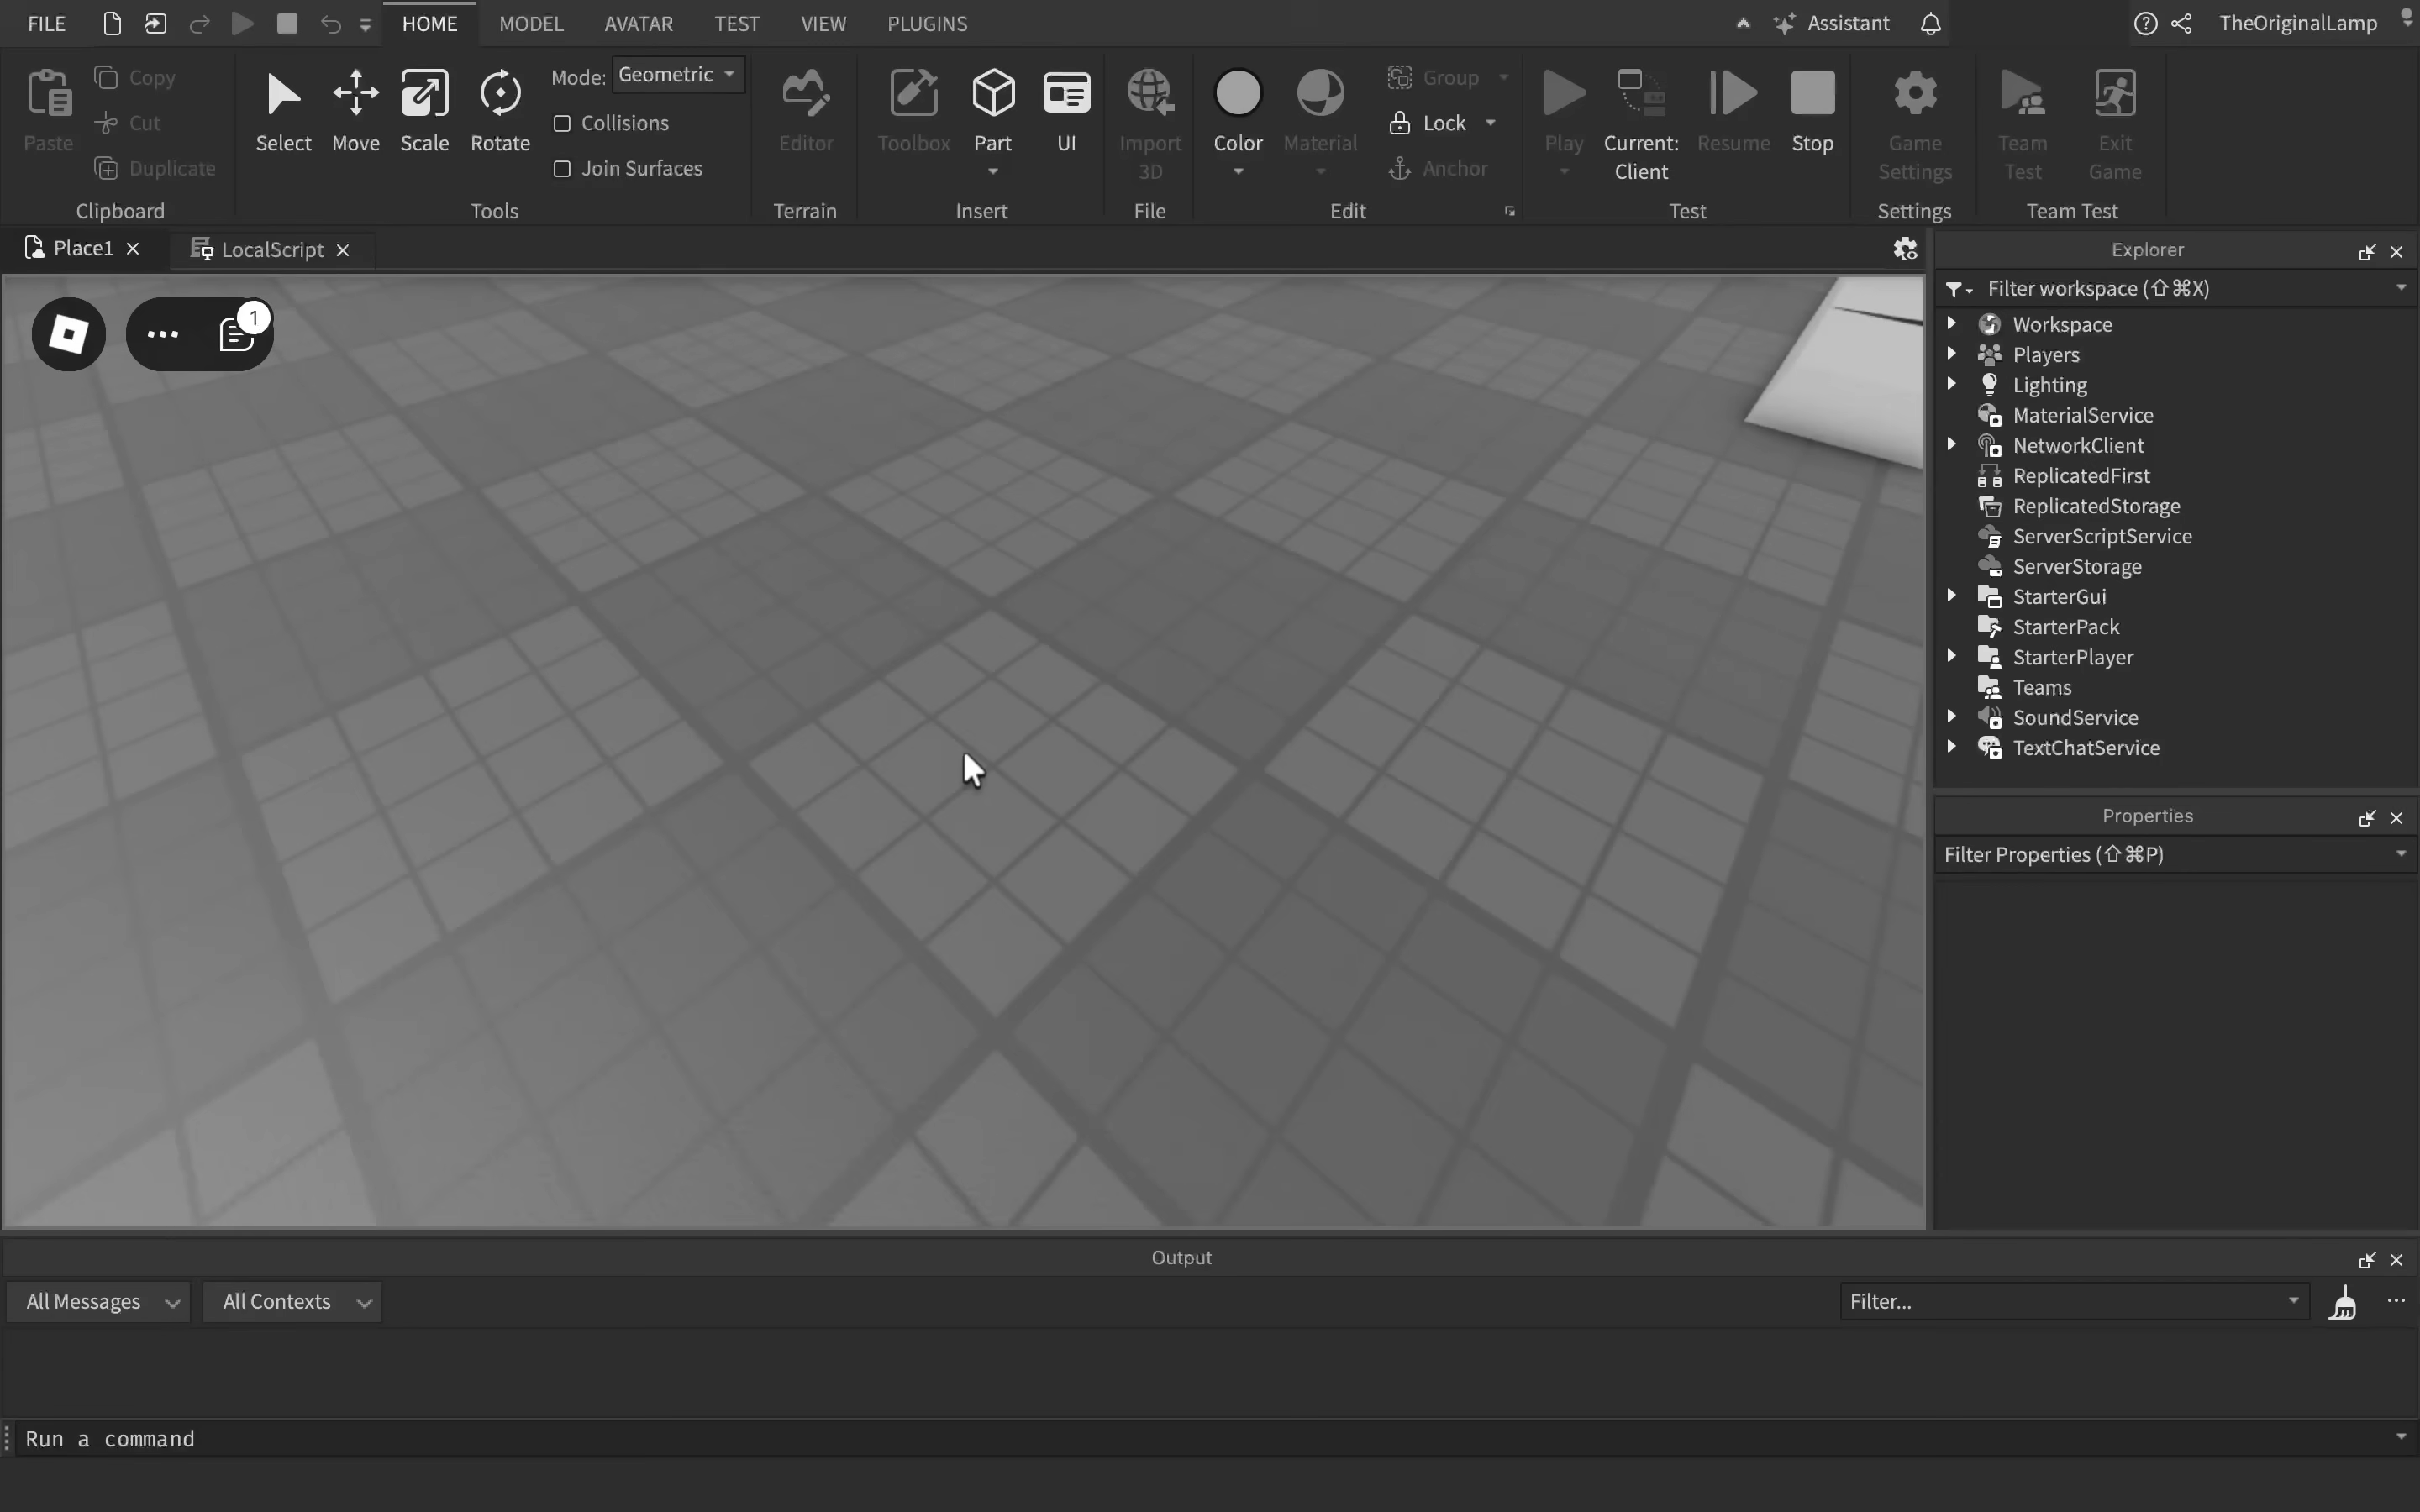 FILE HOME MODEL AVATAR TEST VIEW PLUGINS Assistant TheOriginalLamp
Paste Copy Cut Duplicate
Clipboard
Select Move Scale Rotate
Mode: Geometric
Collisions
Join Surfaces
Tools
Editor
Terrain
Toolbox Part UI
Insert
Import
3D
File
Color Material
Group
Lock
Anchor
Edit
Play
Current:
Client
Resume Stop
Test
Game
Settings
Settings
Team
Test
Exit
Game
Team Test
Place1 LocalScript
1
Explorer
Filter workspace (⇧⌘X)
Workspace
Players
Lighting
MaterialService
NetworkClient
ReplicatedFirst
ReplicatedStorage
ServerScriptService
ServerStorage
StarterGui
StarterPack
StarterPlayer
Teams
SoundService
TextChatService
Properties
Filter Properties (⇧⌘P)
Output
All Messages All Contexts Filter...
Run a command